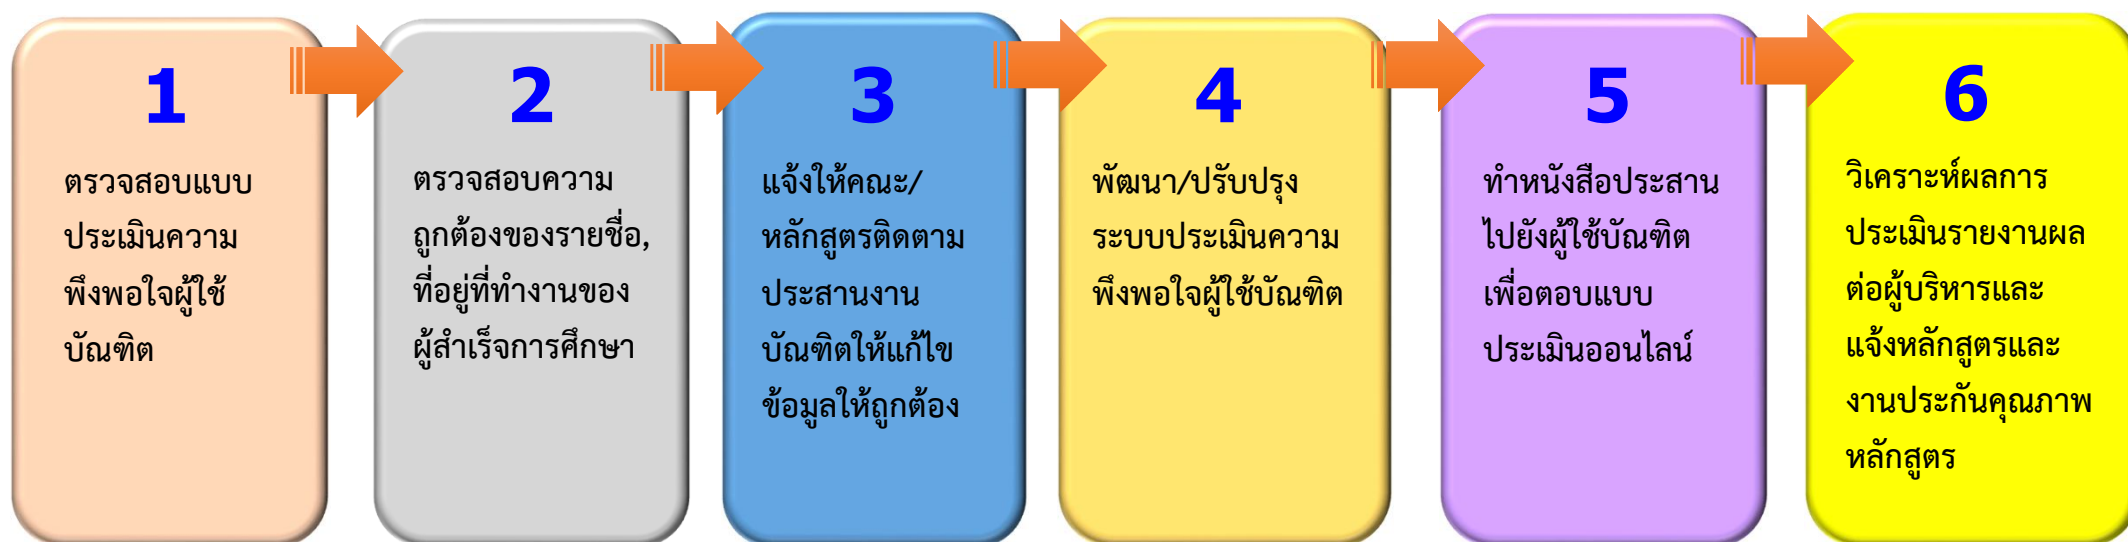 1
ตรวจสอบแบบ
ประเมินความ
พึงพอใจผู้ใช้
บัณฑิต
2
ตรวจสอบความ
ถูกต้องของรายชื่อ,
ที่อยู่ที่ทำงานของ
ผู้สำเร็จการศึกษา
3
แจ้งให้คณะ/
หลักสูตรติดตาม
ประสานงาน
บัณฑิตให้แก้ไข
ข้อมูลให้ถูกต้อง
4
พัฒนา/ปรับปรุง
ระบบประเมินความ
พึงพอใจผู้ใช้บัณฑิต
5
ทำหนังสือประสาน
ไปยังผู้ใช้บัณฑิต
เพื่อตอบแบบ
ประเมินออนไลน์
6
วิเคราะห์ผลการ
ประเมินรายงานผล
ต่อผู้บริหารและ
แจ้งหลักสูตรและ
งานประกันคุณภาพ
หลักสูตร